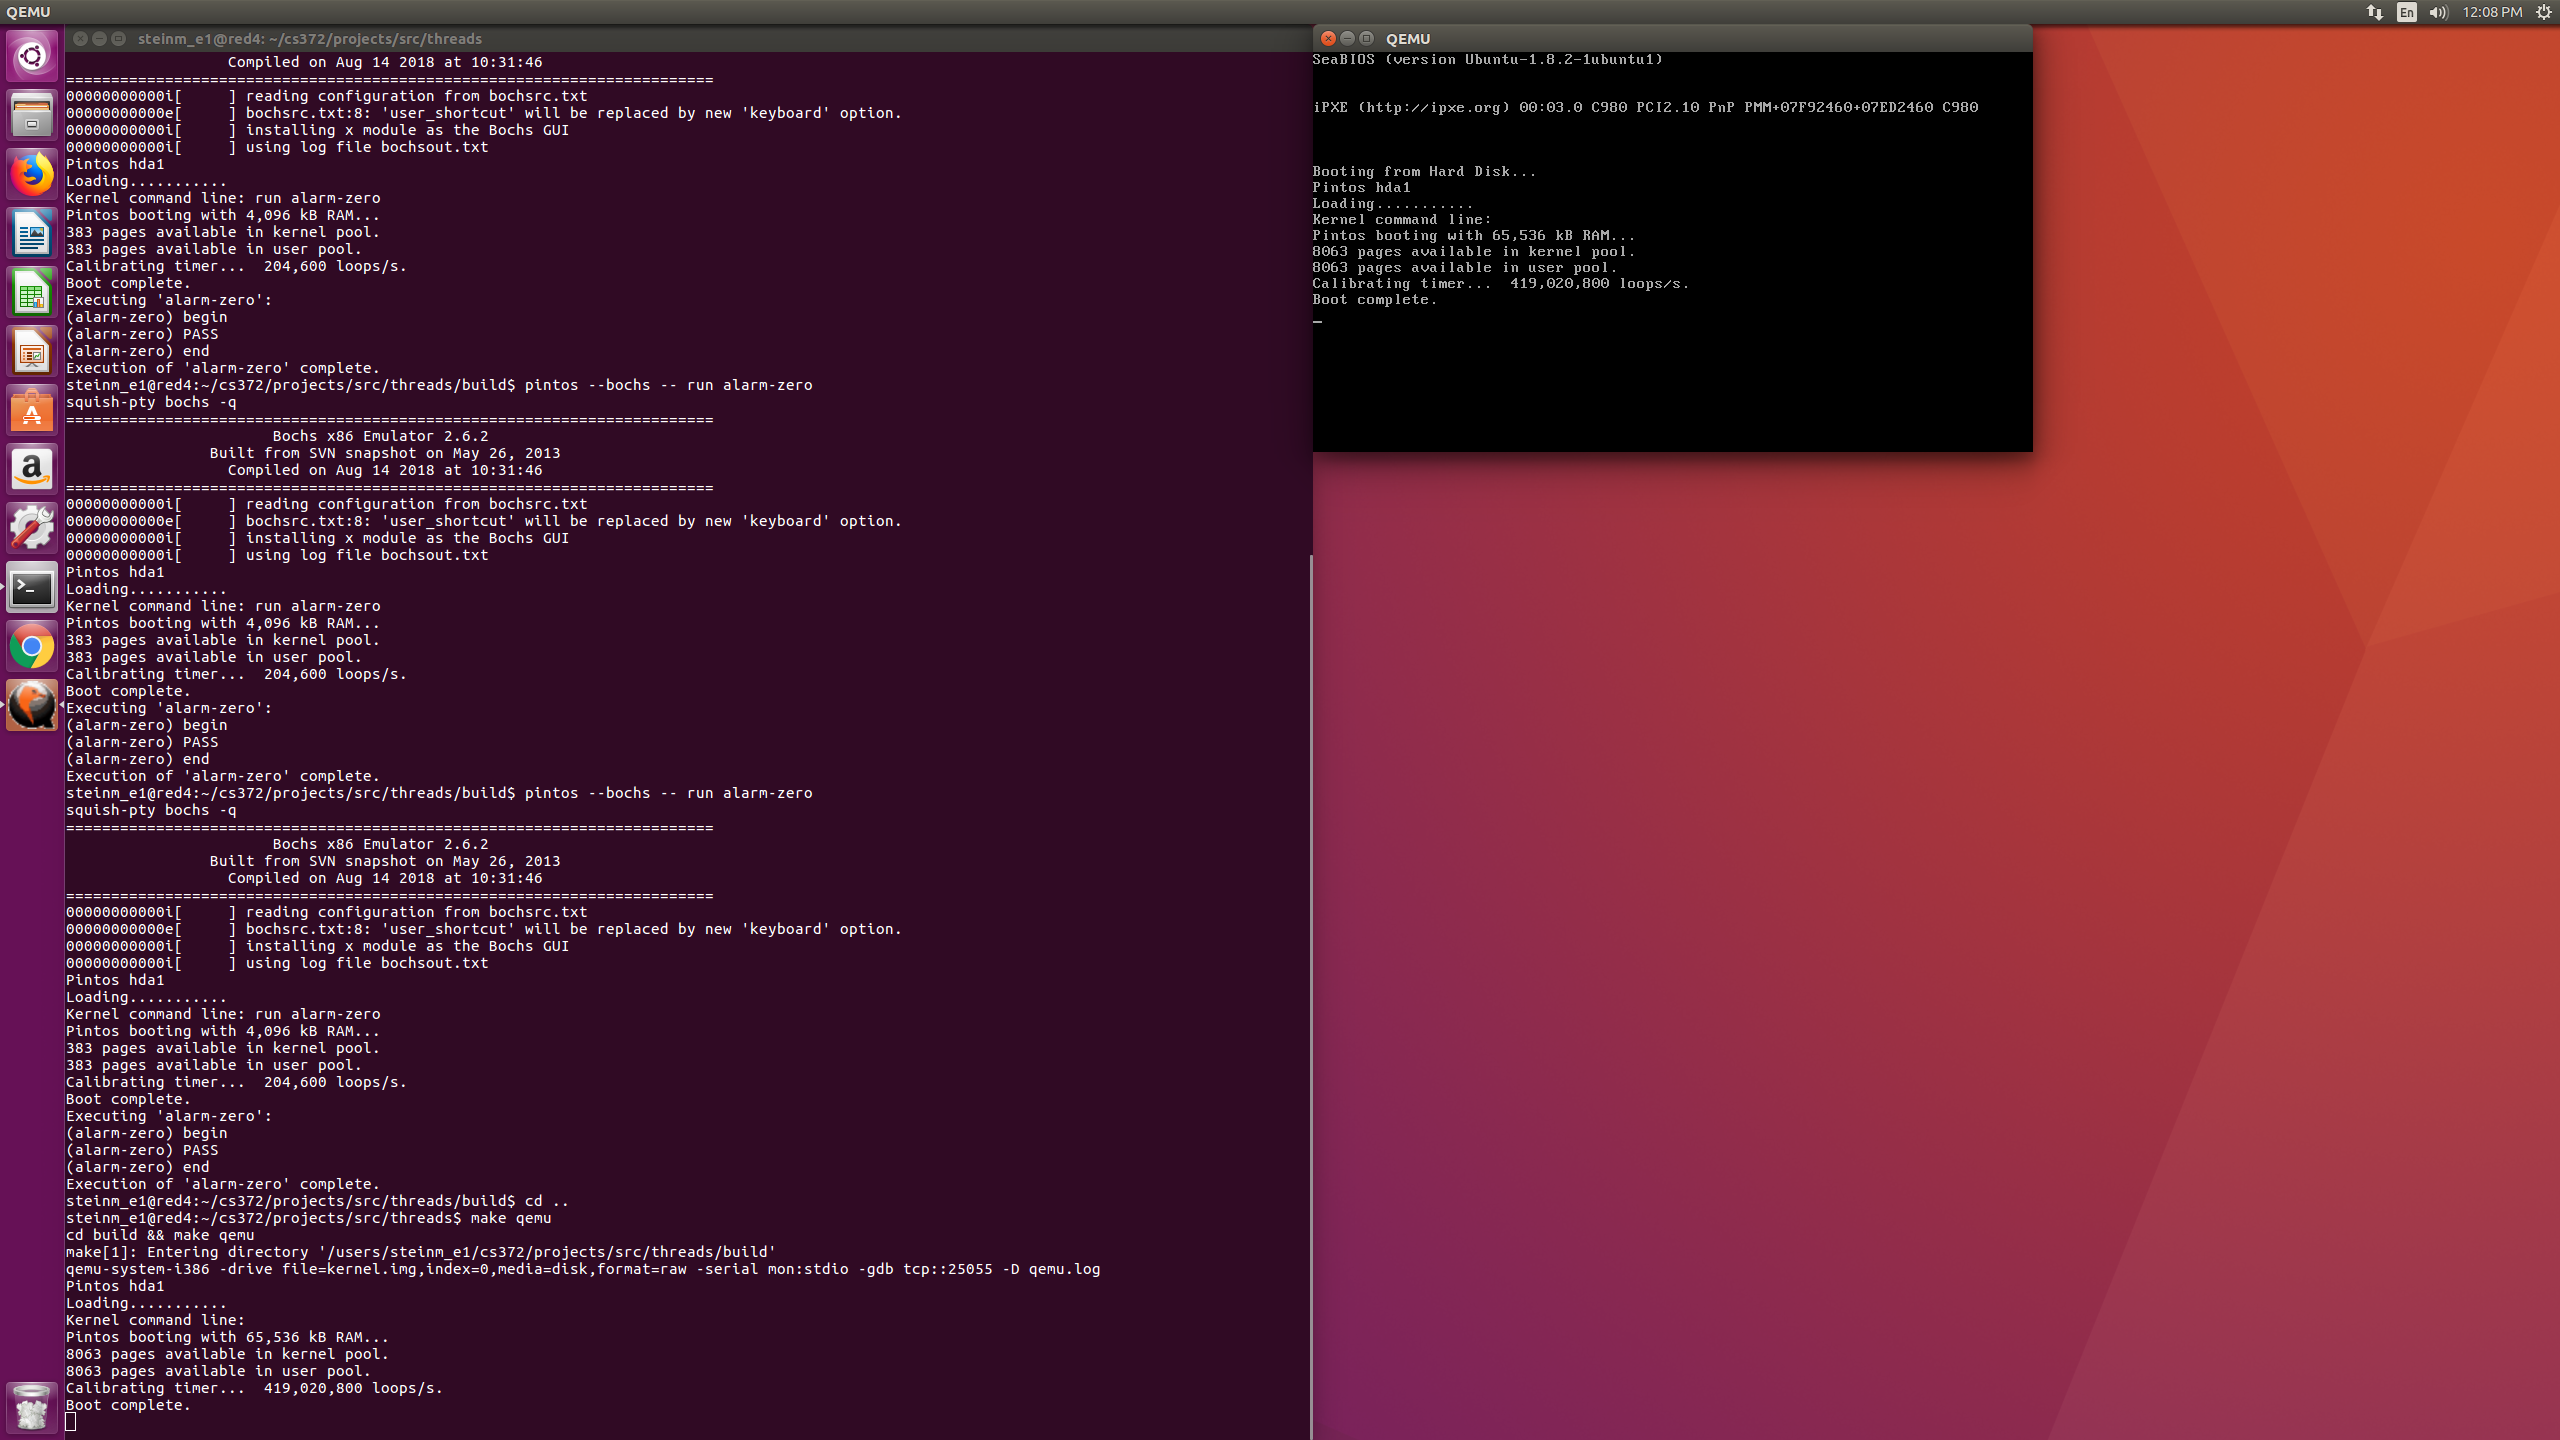 QEMU
En
12:08 PM
steinm_e1@red4: ~/cs372/projects/src/threads
Compiled on Aug 14 2018 at 10:31:46
========================================================================
00000000000i[     ] reading configuration from bochsrc.txt
00000000000e[     ] bochsrc.txt:8: 'user_shortcut' will be replaced by new 'keyboard' option.
00000000000i[     ] installing x module as the Bochs GUI
00000000000i[     ] using log file bochsout.txt
Pintos hda1
Loading...........
Kernel command line: run alarm-zero
Pintos booting with 4,096 kB RAM...
383 pages available in kernel pool.
383 pages available in user pool.
Calibrating timer...  204,600 loops/s.
Boot complete.
Executing 'alarm-zero':
(alarm-zero) begin
(alarm-zero) PASS
(alarm-zero) end
Execution of 'alarm-zero' complete.
steinm_e1@red4:~/cs372/projects/src/threads/build$ pintos --bochs -- run alarm-zero
squish-pty bochs -q
========================================================================
Bochs x86 Emulator 2.6.2
Built from SVN snapshot on May 26, 2013
Compiled on Aug 14 2018 at 10:31:46
========================================================================
00000000000i[     ] reading configuration from bochsrc.txt
00000000000e[     ] bochsrc.txt:8: 'user_shortcut' will be replaced by new 'keyboard' option.
00000000000i[     ] installing x module as the Bochs GUI
00000000000i[     ] using log file bochsout.txt
Pintos hda1
Loading...........
Kernel command line: run alarm-zero
Pintos booting with 4,096 kB RAM...
383 pages available in kernel pool.
383 pages available in user pool.
Calibrating timer...  204,600 loops/s.
Boot complete.
Executing 'alarm-zero':
(alarm-zero) begin
(alarm-zero) PASS
(alarm-zero) end
Execution of 'alarm-zero' complete.
steinm_e1@red4:~/cs372/projects/src/threads/build$ pintos --bochs -- run alarm-zero
squish-pty bochs -q
========================================================================
Bochs x86 Emulator 2.6.2
Built from SVN snapshot on May 26, 2013
Compiled on Aug 14 2018 at 10:31:46
========================================================================
00000000000i[     ] reading configuration from bochsrc.txt
00000000000e[     ] bochsrc.txt:8: 'user_shortcut' will be replaced by new 'keyboard' option.
00000000000i[     ] installing x module as the Bochs GUI
00000000000i[     ] using log file bochsout.txt
Pintos hda1
Loading...........
Kernel command line: run alarm-zero
Pintos booting with 4,096 kB RAM...
383 pages available in kernel pool.
383 pages available in user pool.
Calibrating timer...  204,600 loops/s.
Boot complete.
Executing 'alarm-zero':
(alarm-zero) begin
(alarm-zero) PASS
(alarm-zero) end
Execution of 'alarm-zero' complete.
steinm_e1@red4:~/cs372/projects/src/threads/build$ cd ..
steinm_e1@red4:~/cs372/projects/src/threads$ make qemu
cd build && make qemu
make[1]: Entering directory '/users/steinm_e1/cs372/projects/src/threads/build'
qemu-system-i386 -drive file=kernel.img,index=0,media=disk,format=raw -serial mon:stdio -gdb tcp::25055 -D qemu.log
Pintos hda1
Loading...........
Kernel command line:
Pintos booting with 65,536 kB RAM...
8063 pages available in kernel pool.
8063 pages available in user pool.
Calibrating timer...  419,020,800 loops/s.
Boot complete.
QEMU
SeaBIOS (version Ubuntu-1.8.2-1ubuntu1)
iPXE (http://ipxe.org) 00:03.0 C980 PCI2.10 PnP PMM+07F92460+07ED2460 C980
Booting from Hard Disk...
Pintos hda1
Loading...........
Kernel command line:
Pintos booting with 65,536 kB RAM...
8063 pages available in kernel pool.
8063 pages available in user pool.
Calibrating timer...  419,020,800 loops/s.
Boot complete.
_